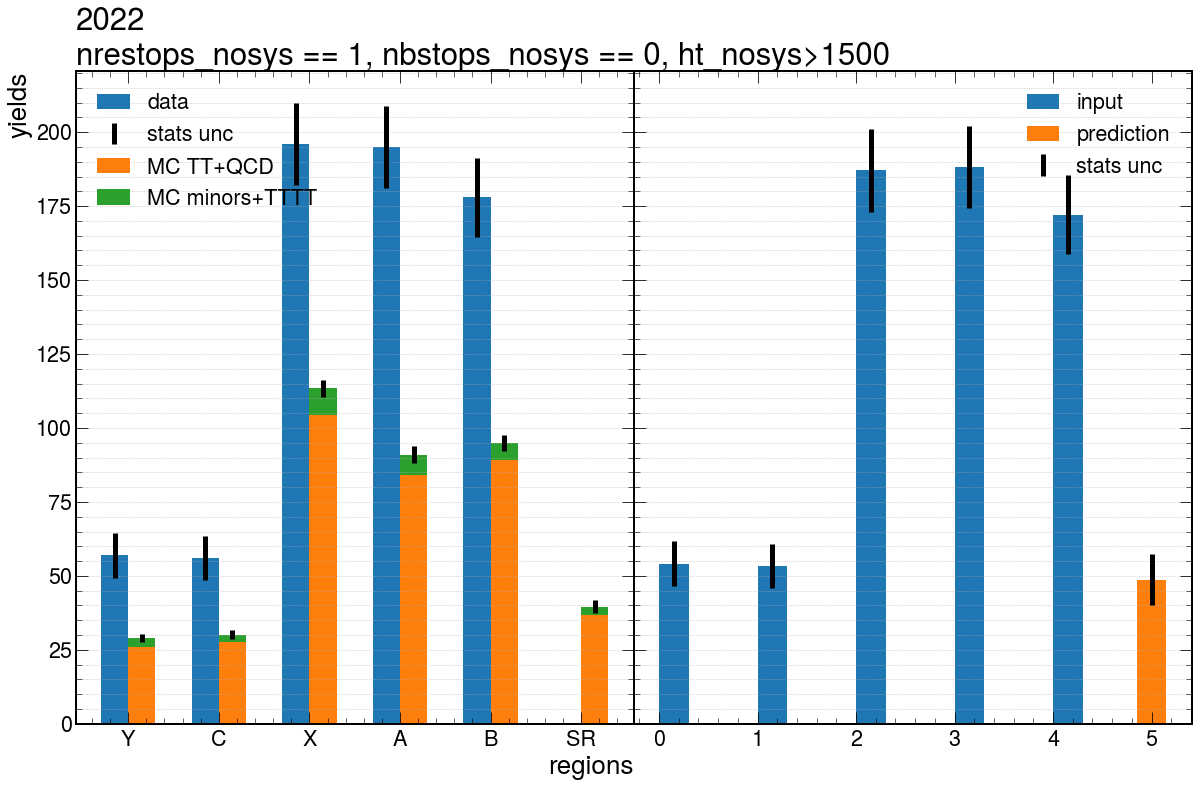 2022
nrestops_nosys == 1, nbstops_nosys == 0, ht_nosys>1500
yields
data
stats unc
MC TT+QCD
MC minors+TTTT
input
prediction
stats unc
200
175
150
125
100
75
50
25
0
Y C X A B SR
0 1 2 3 4 5
regions